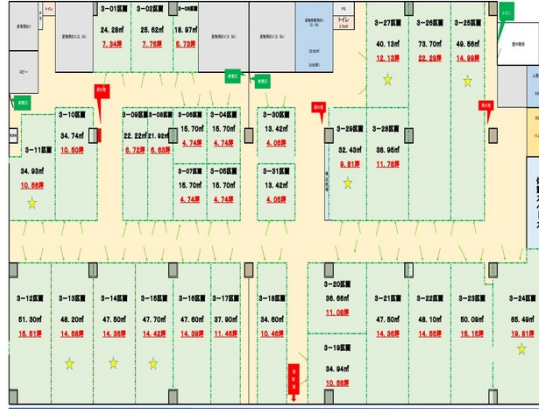 3-01区画
24.28㎡
7.34坪
3-02区画
25.62㎡
7.75坪
3-03区画
18.97㎡
5.73坪
トイレ
PS
トイレ
3-27区画
40.13㎡
12.13坪
3-26区画
73.70㎡
22.29坪
3-25区画
49.56㎡
14.99坪
3-10区画
34.74㎡
10.50坪
3-09区画
22.22㎡
6.72坪
3-08区画
21.92㎡
6.63坪
3-06区画
15.70㎡
4.74坪
3-04区画
15.70㎡
4.74坪
3-30区画
13.42㎡
4.05坪
3-29区画
32.43㎡
9.81坪
3-28区画
38.95㎡
11.78坪
3-11区画
34.93㎡
10.56坪
3-07区画
15.70㎡
4.74坪
3-05区画
15.70㎡
4.74坪
3-31区画
13.42㎡
4.05坪
3-12区画
51.30㎡
15.51坪
3-13区画
48.20㎡
14.58坪
3-14区画
47.50㎡
14.36坪
3-15区画
47.70㎡
14.42坪
3-16区画
47.60㎡
14.39坪
3-17区画
37.90㎡
11.46坪
3-18区画
34.60㎡
10.46坪
3-20区画
36.66㎡
11.08坪
3-19区画
34.94㎡
10.56坪
3-21区画
47.50㎡
14.36坪
3-22区画
48.10㎡
14.55坪
3-23区画
50.09㎡
15.15坪
3-24区画
65.49㎡
19.81坪